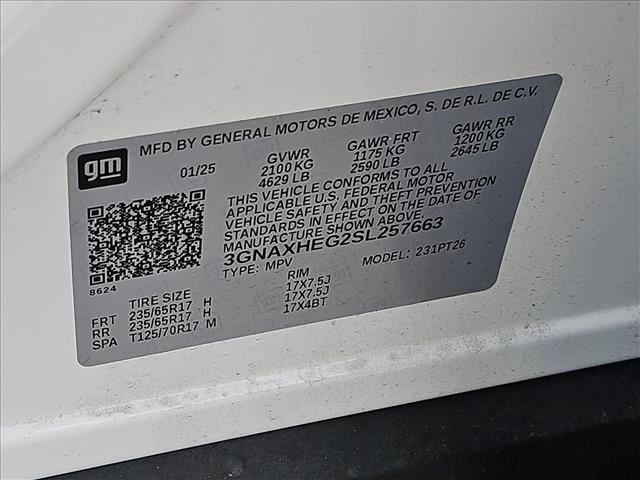 gm
MFD BY GENERAL MOTORS DE MEXICO, S. DE R.L. DE C.V.
01/25 GVWR GAWR FRT GAWR RR
2100 KG 1175 KG 1200 KG
4629 LB 2590 LB 2645 LB
THIS VEHICLE CONFORMS TO ALL
APPLICABLE U.S. FEDERAL MOTOR
VEHICLE SAFETY AND THEFT PREVENTION
STANDARDS IN EFFECT ON THE DATE OF
MANUFACTURE SHOWN ABOVE.
3GNAXHEG2SL257663
TYPE: MPV MODEL: 231PT26
8624
TIRE SIZE RIM
FRT 235/65R17 H 17X7.5J
RR 235/65R17 H 17X7.5J
SPA T125/70R17 M 17X4BT